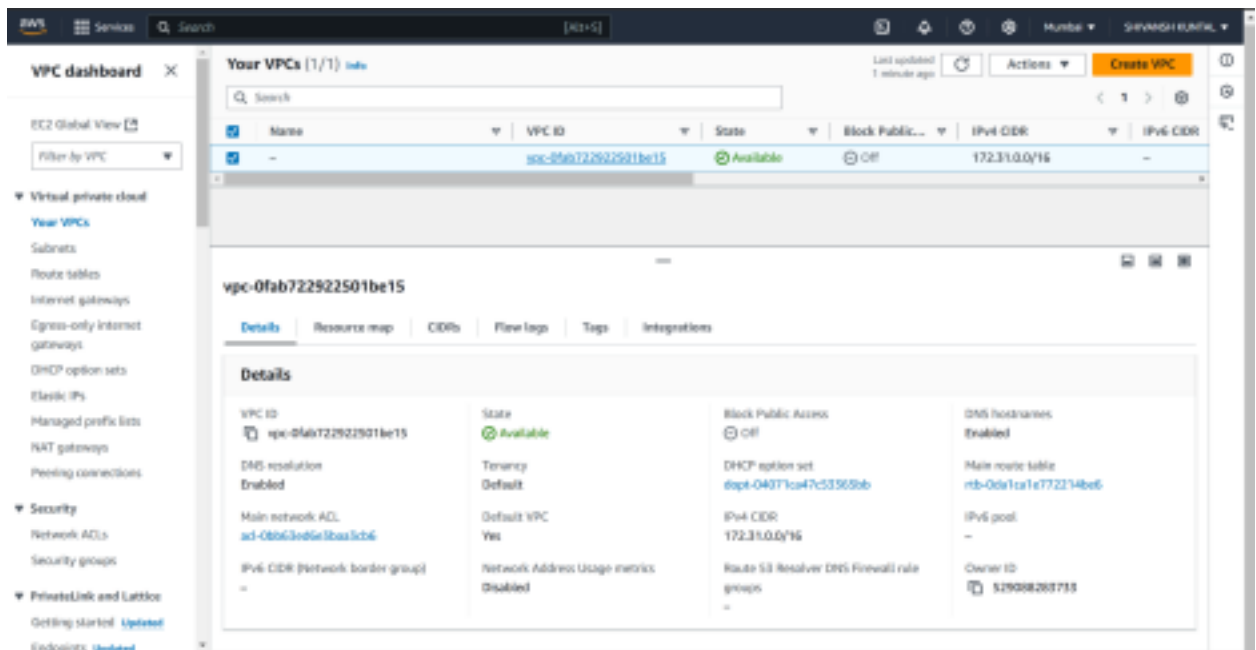 aws Services Search [Alt+S] Mumbai
VPC dashboard
EC2 Global View
Filter by VPC
Virtual private cloud
Your VPCs
Subnets
Route tables
Internet gateways
Egress-only internet
gateways
DHCP option sets
Elastic IPs
Managed prefix lists
NAT gateways
Peering connections
Security
Network ACLs
Security groups
PrivateLink and Lattice
Getting started Updated
Endpoints Updated
Your VPCs (1/1) Info
Last updated
1 minute ago
Actions
Create VPC
Search
1
Name VPC ID State Block Public... IPv4 CIDR IPv6 CIDR
– vpc-0fab722922501be15 Available Off 172.31.0.0/16 –
vpc-0fab722922501be15
Details Resource map CIDRs Flow logs Tags Integrations
Details
VPC ID State Block Public Access DNS hostnames
vpc-0fab722922501be15 Available Off Enabled
DNS resolution Tenancy DHCP option set Main route table
Enabled Default
Main network ACL Default VPC IPv4 CIDR IPv6 pool
Yes 172.31.0.0/16 –
IPv6 CIDR (Network border group) Network Address Usage metrics Route 53 Resolver DNS Firewall rule Owner ID
– Disabled groups 529088283733
–